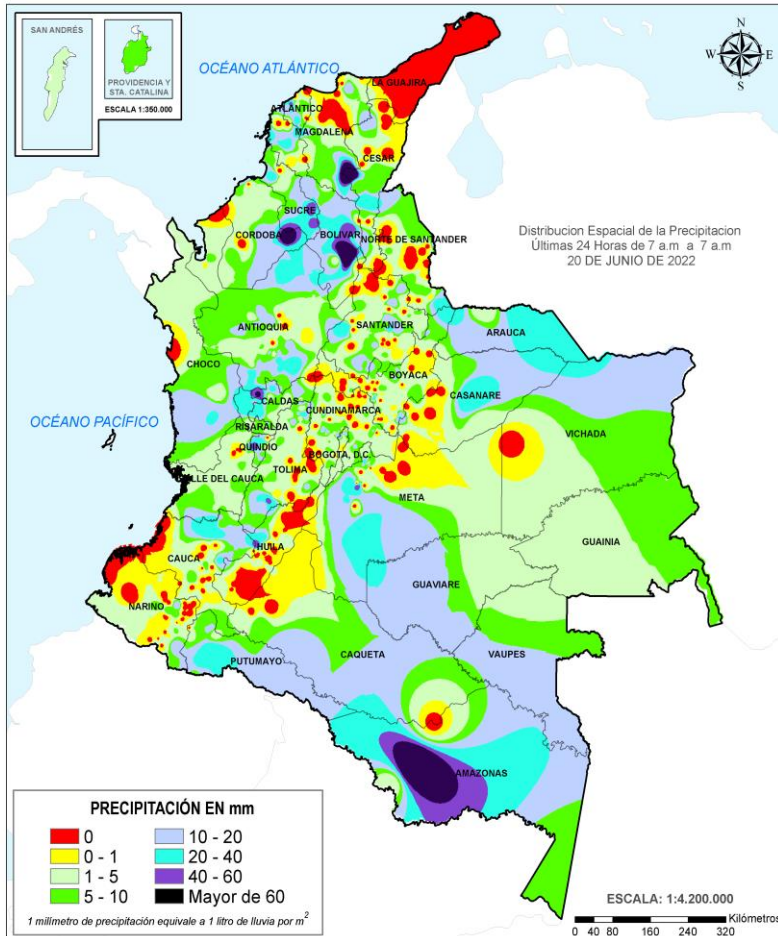 SAN ANDRÉS
PROVIDENCIA Y
STA. CATALINA
ESCALA 1:350.000
OCÉANO ATLÁNTICO
N
W E
S
LA GUAJIRA
ATLÁNTICO
MAGDALENA
CESAR
SUCRE
CORDOBA
BOLIVAR
NORTE DE SANTANDER
Distribucion Espacial de la Precipitacion
Últimas 24 Horas de 7 a.m a 7 a.m
20 DE JUNIO DE 2022
ANTIOQUIA
SANTANDER
ARAUCA
CHOCO
BOYACA
CASANARE
CALDAS
CUNDINAMARCA
OCÉANO PACÍFICO
RISARALDA
VICHADA
QUINDIO
BOGOTA, D.C.
TOLIMA
VALLE DEL CAUCA
META
GUAINIA
HUILA
CAUCA
GUAVIARE
NARIÑO
CAQUETA
VAUPES
PUTUMAYO
AMAZONAS
PRECIPITACIÓN EN mm
0
0 - 1
1 - 5
5 - 10
10 - 20
20 - 40
40 - 60
Mayor de 60
1 milímetro de precipitación equivale a 1 litro de lluvia por m²
ESCALA: 1:4.200.000
Kilómetros
0 40 80 160 240 320